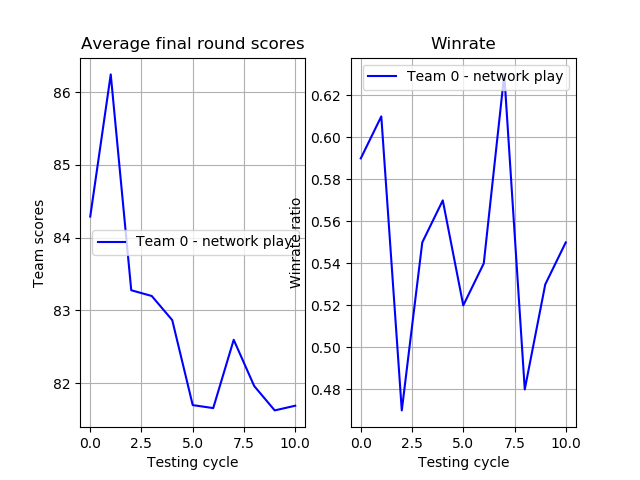 Average final round scores
Team scores
86
85
84
83
82
Team 0 - network play
0.0 2.5 5.0 7.5 10.0
Testing cycle
Winrate
Winrate ratio
0.62
0.60
0.58
0.56
0.54
0.52
0.50
0.48
Team 0 - network play
0.0 2.5 5.0 7.5 10.0
Testing cycle